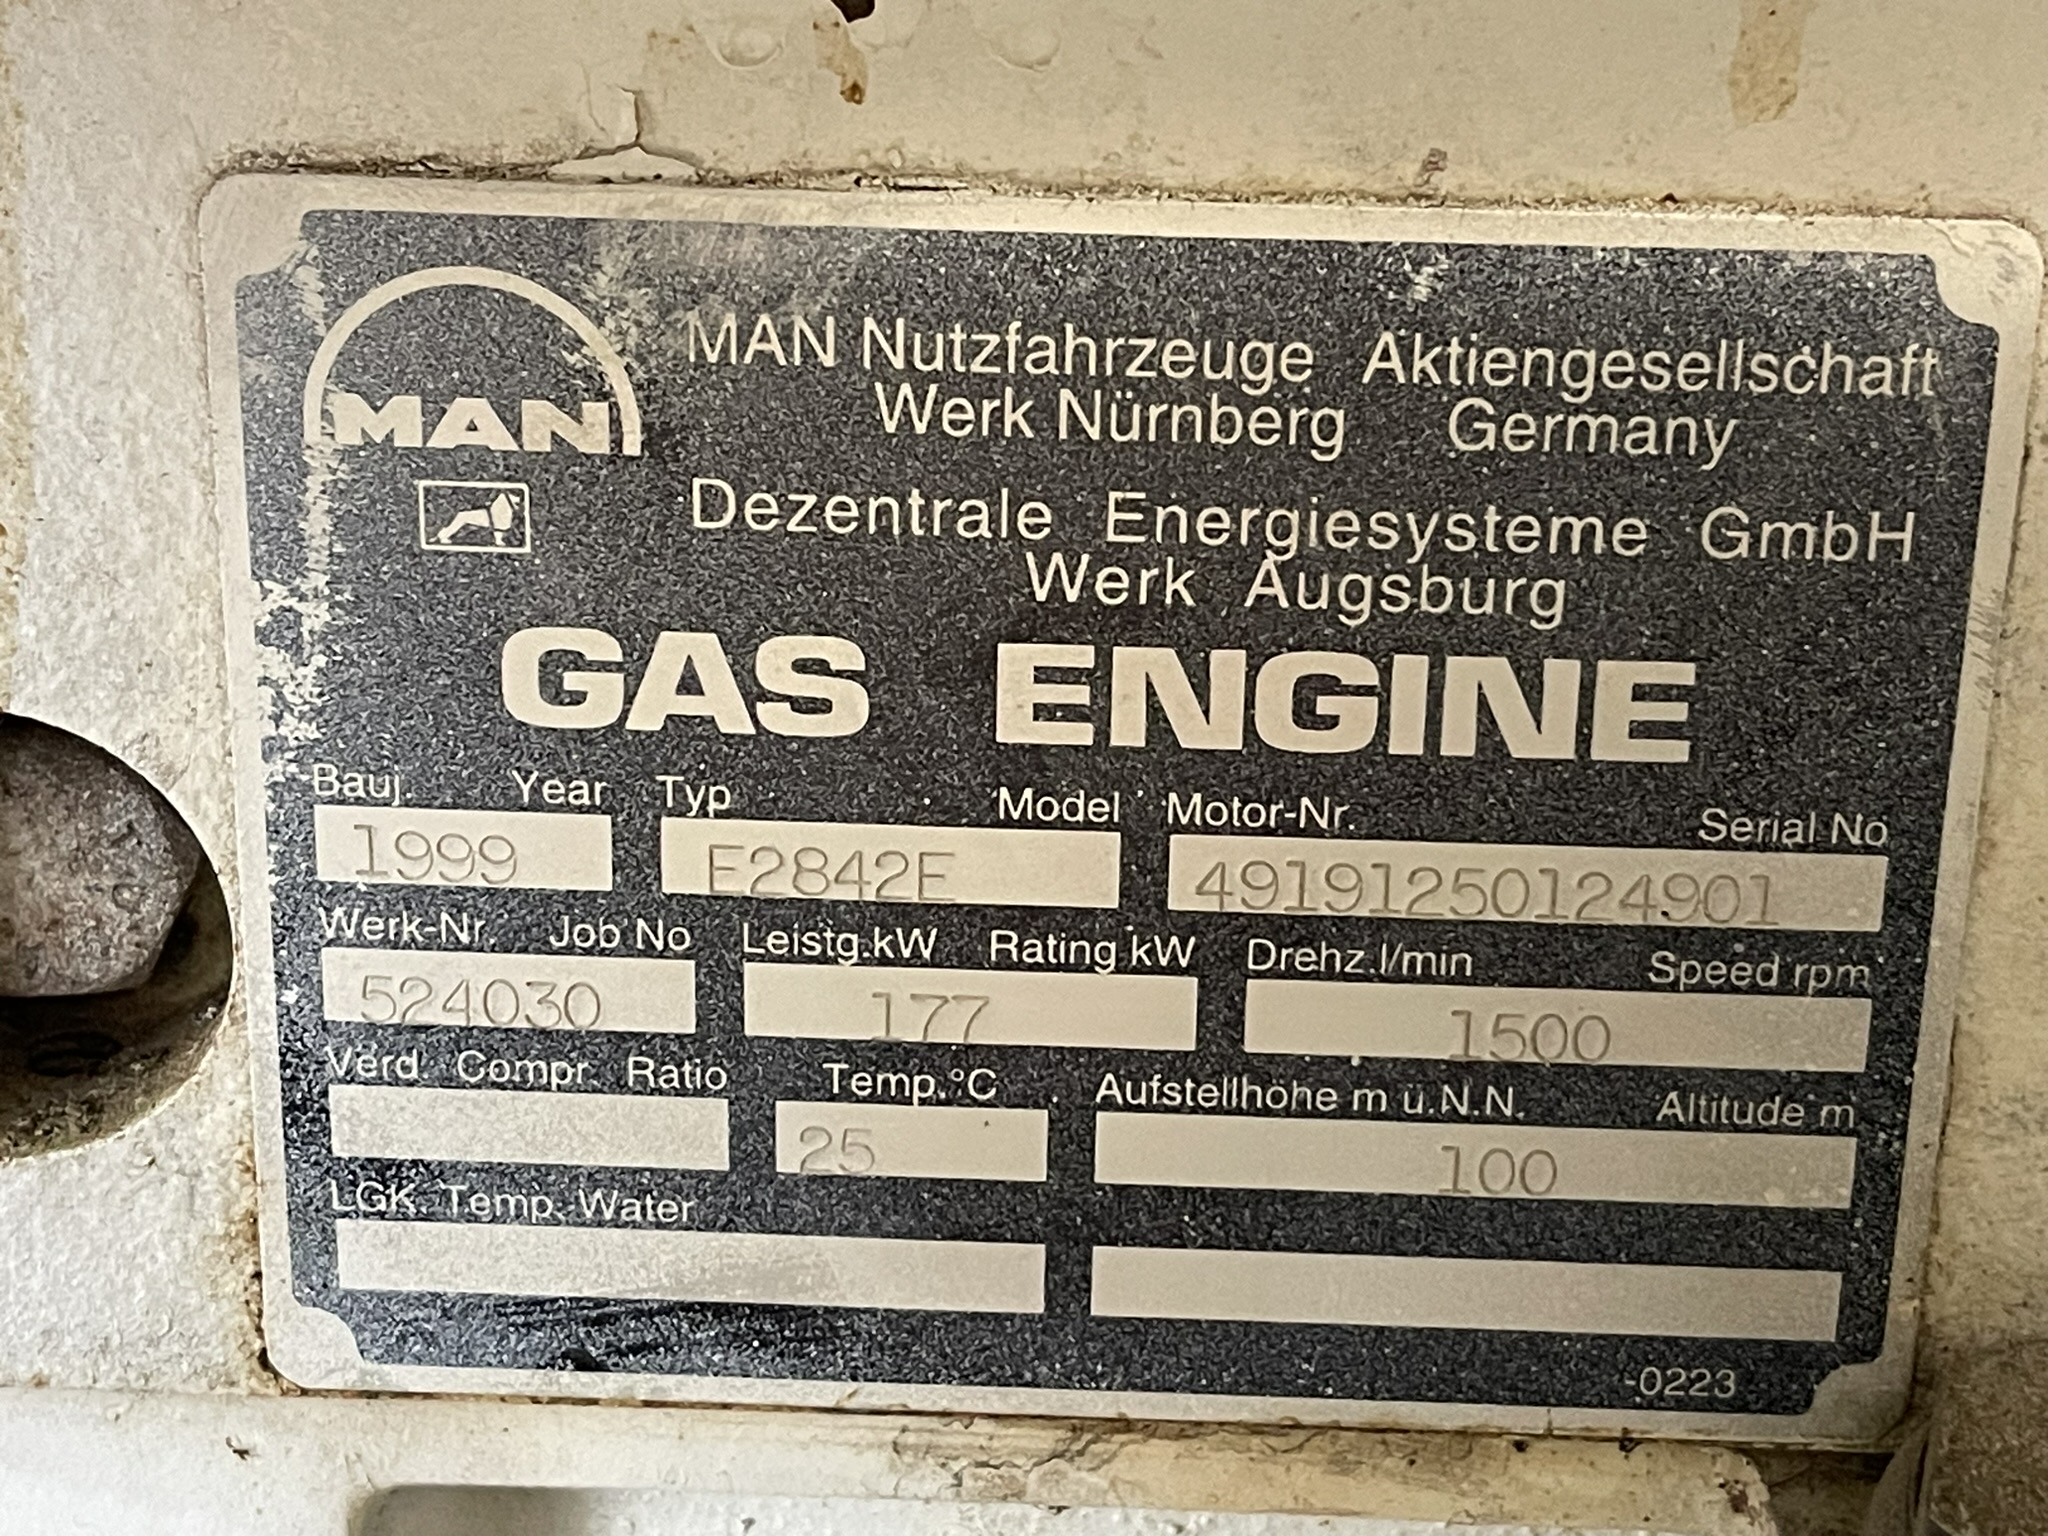 MAN
MAN Nutzfahrzeuge Aktiengesellschaft
Werk Nürnberg Germany
Dezentrale Energiesysteme GmbH
Werk Augsburg
GAS ENGINE
Bauj. Year Typ Model Motor-Nr. Serial No
1999 E2842E 49191250124901
Werk-Nr. Job No Leistg.kW Rating kW Drehz.l/min Speed rpm
524030 177 1500
Verd. Compr. Ratio Temp.°C Aufstellhöhe m ü.N.N. Altitude m
25 100
LGK. Temp. Water
-0223